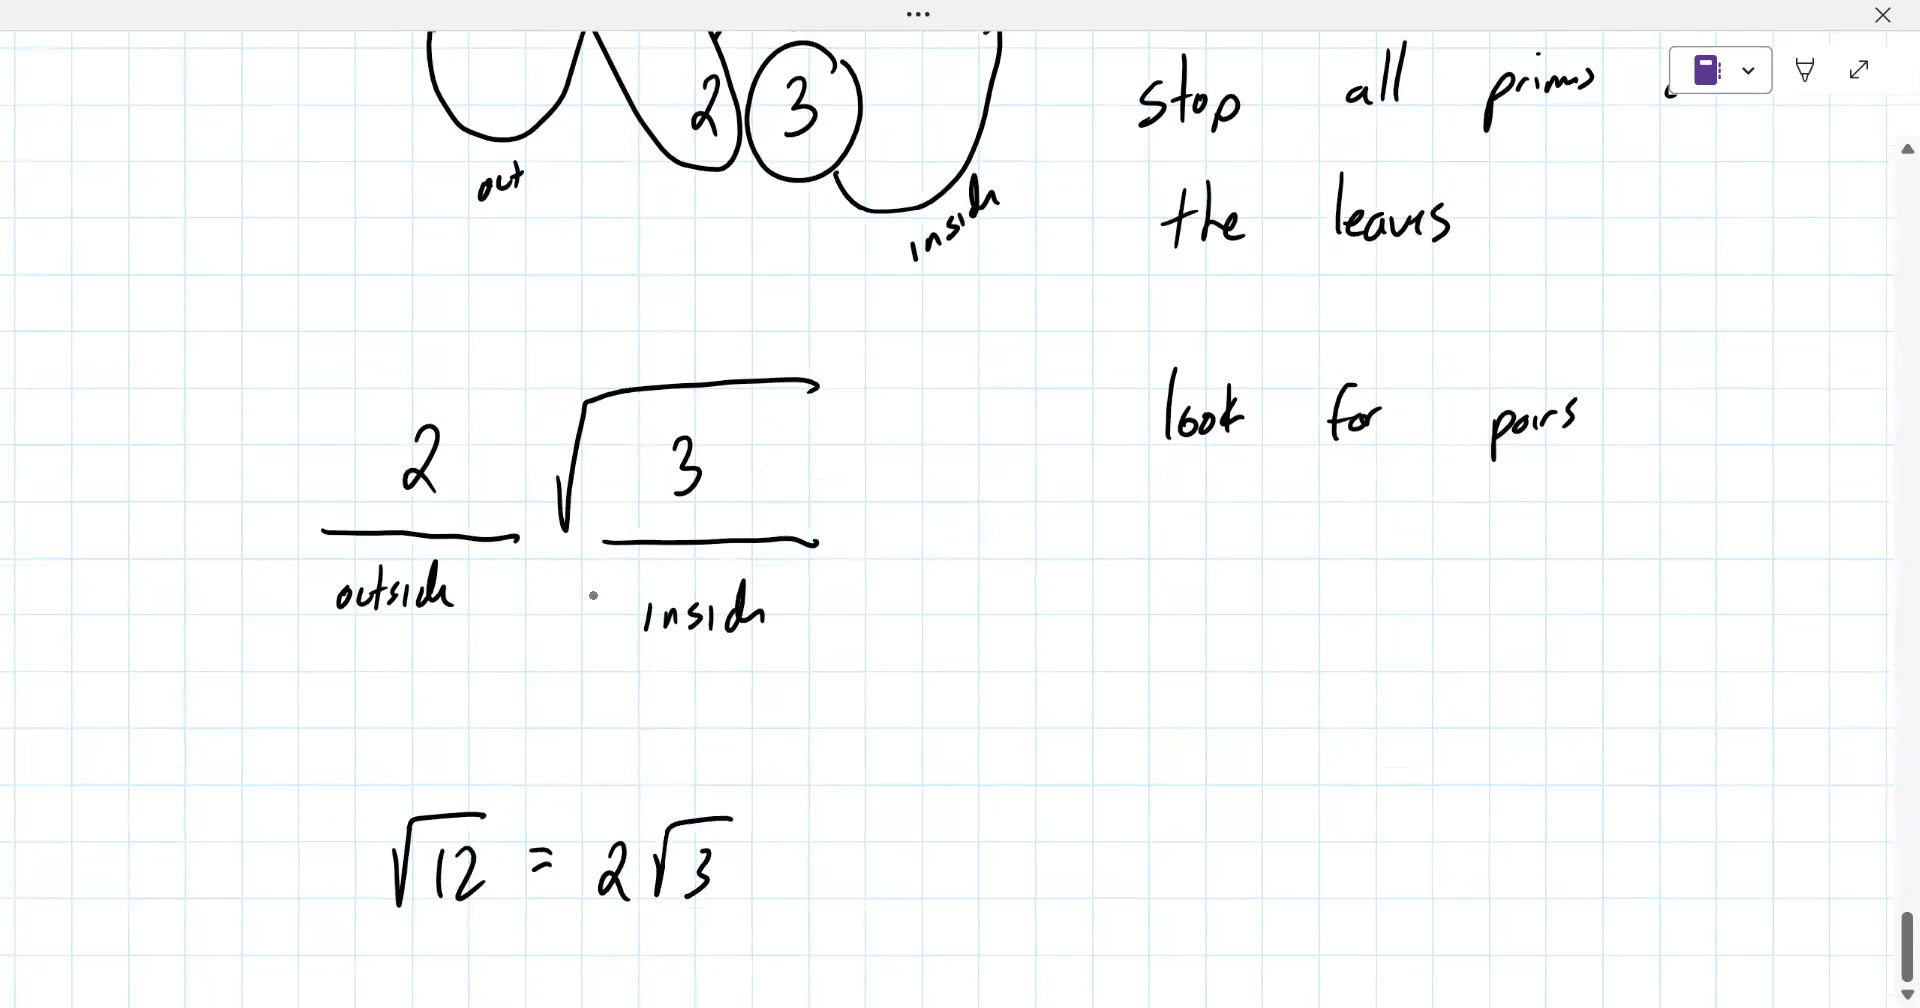 2 3
out
inside
stop all primes
the leaves
look for pairs
2 √3
outside inside
√12 = 2√3